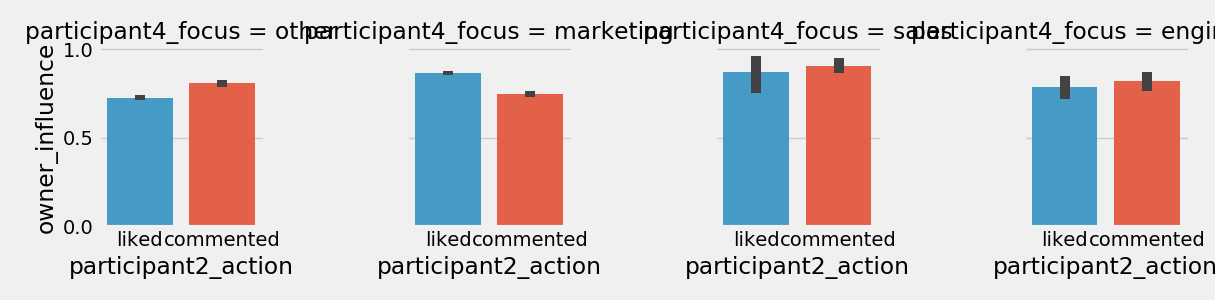 participant4_focus = other
participant4_focus = marketing
participant4_focus = sales
participant4_focus = engin
owner_influence
1.0
0.5
0.0
liked commented
liked commented
liked commented
liked commented
participant2_action
participant2_action
participant2_action
participant2_action